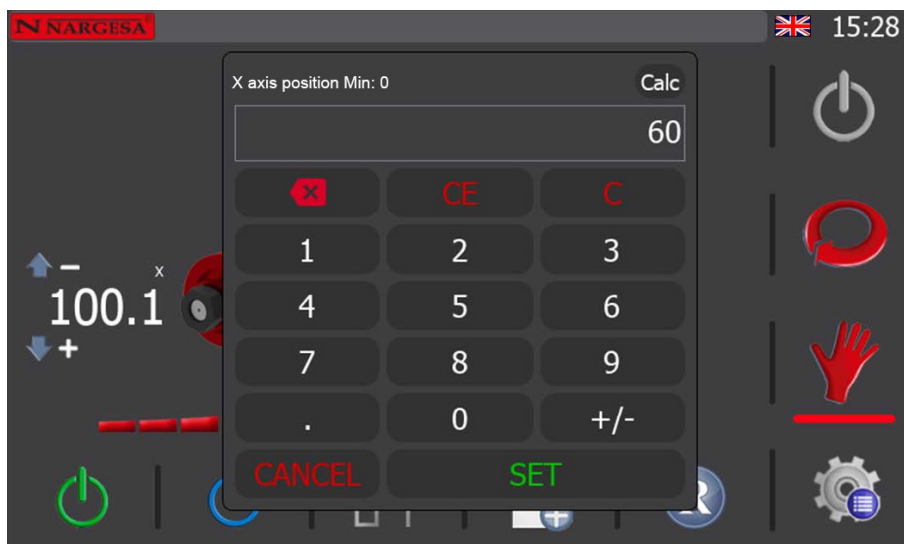 NARGESA
15:28
X axis position Min: 0
Calc
60
CE
C
1
2
3
4
5
6
7
8
9
.
0
+/-
CANCEL
SET
− x
100.1
+
R